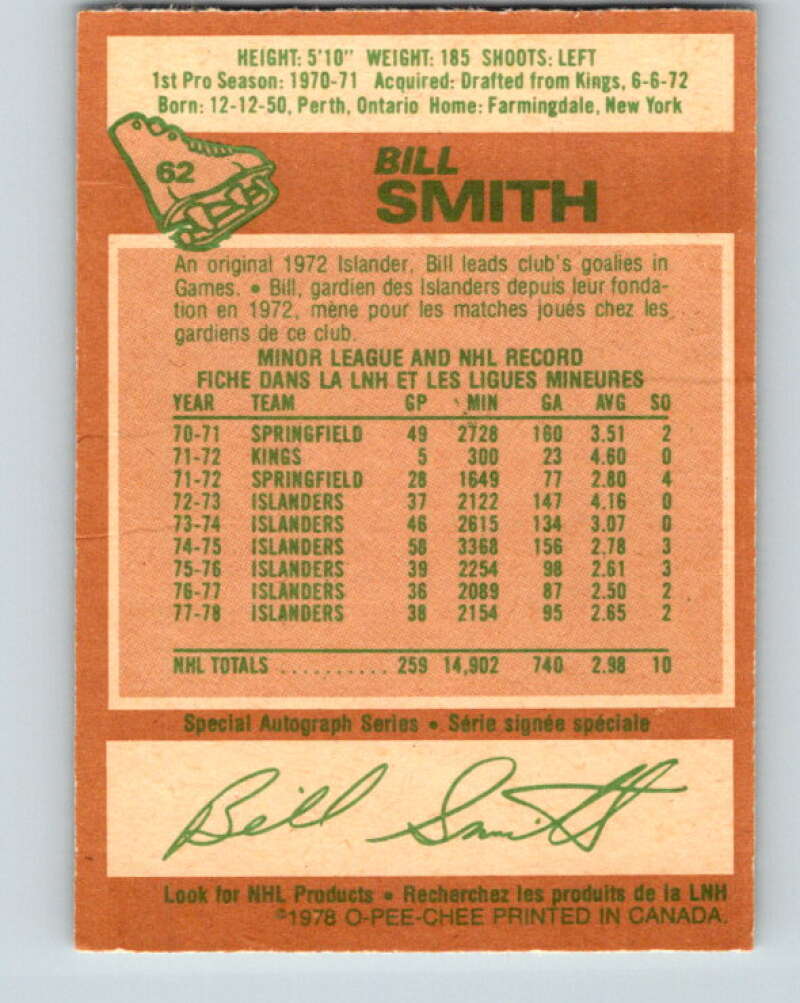 HEIGHT: 5'10" WEIGHT: 185 SHOOTS: LEFT
1st Pro Season: 1970-71 Acquired: Drafted from Kings, 6-6-72
Born: 12-12-50, Perth, Ontario Home: Farmingdale, New York
62
BILL
SMITH
An original 1972 Islander, Bill leads club's goalies in
Games. • Bill, gardien des Islanders depuis leur fonda-
tion en 1972, mène pour les matches joués chez les
gardiens de ce club.
MINOR LEAGUE AND NHL RECORD
FICHE DANS LA LNH ET LES LIGUES MINEURES
YEAR TEAM GP MIN GA AVG SO
70-71 SPRINGFIELD 49 2728 160 3.51 2
71-72 KINGS 5 300 23 4.60 0
71-72 SPRINGFIELD 28 1649 77 2.80 4
72-73 ISLANDERS 37 2122 147 4.16 0
73-74 ISLANDERS 46 2615 134 3.07 0
74-75 ISLANDERS 58 3368 156 2.78 3
75-76 ISLANDERS 39 2254 98 2.61 3
76-77 ISLANDERS 36 2089 87 2.50 2
77-78 ISLANDERS 38 2154 95 2.65 2
NHL TOTALS .......... 259 14,902 740 2.98 10
Special Autograph Series • Série signée spéciale
Bill Smith
Look for NHL Products • Recherchez les produits de la LNH
©1978 O-PEE-CHEE PRINTED IN CANADA.